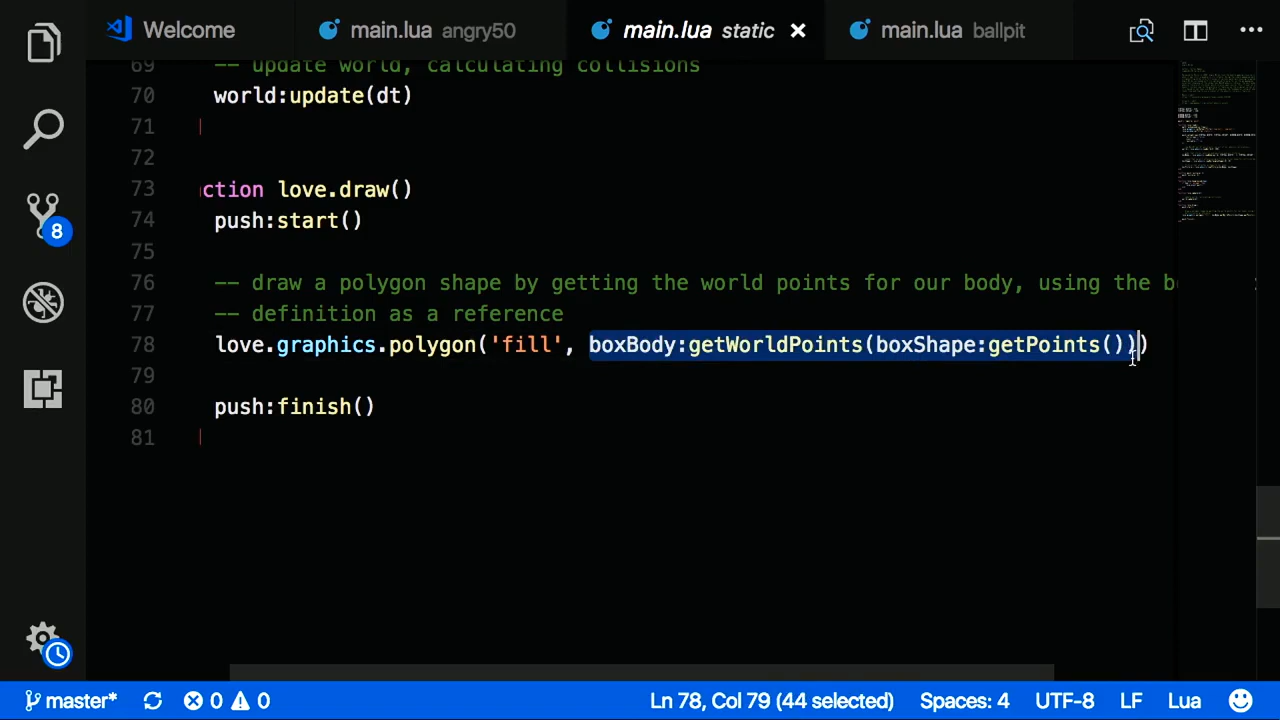 Welcome main.lua angry50 main.lua static main.lua ballpit
69 -- update world, calculating collisions
70 world:update(dt)
71
72
73 ction love.draw()
74 push:start()
75
76 -- draw a polygon shape by getting the world points for our body, using the b
77 -- definition as a reference
78 love.graphics.polygon('fill', boxBody:getWorldPoints(boxShape:getPoints()))
79
80 push:finish()
81
8
master* 0 0 Ln 78, Col 79 (44 selected) Spaces: 4 UTF-8 LF Lua